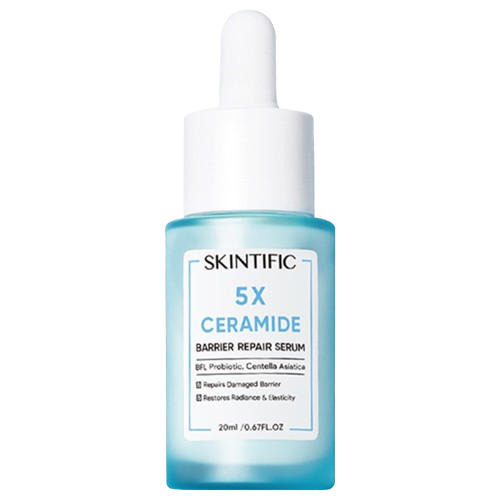 SKINTIFIC
5X
CERAMIDE
BARRIER REPAIR SERUM
BFL Probiotic, Centella Asiatica
Repairs Damaged Barrier
Restores Radiance & Elasticity
20ml /0.67FL.OZ